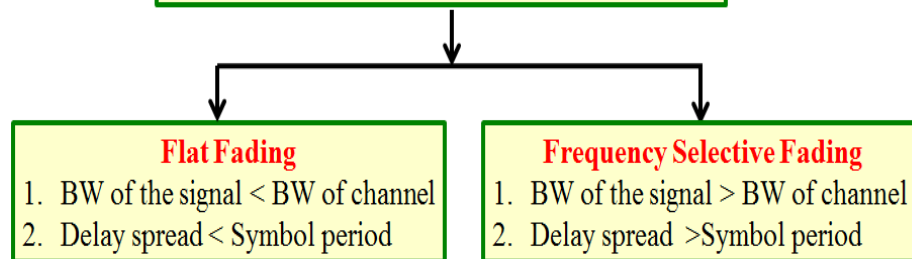 Flat Fading
1. BW of the signal < BW of channel
2. Delay spread < Symbol period
Frequency Selective Fading
1. BW of the signal > BW of channel
2. Delay spread >Symbol period